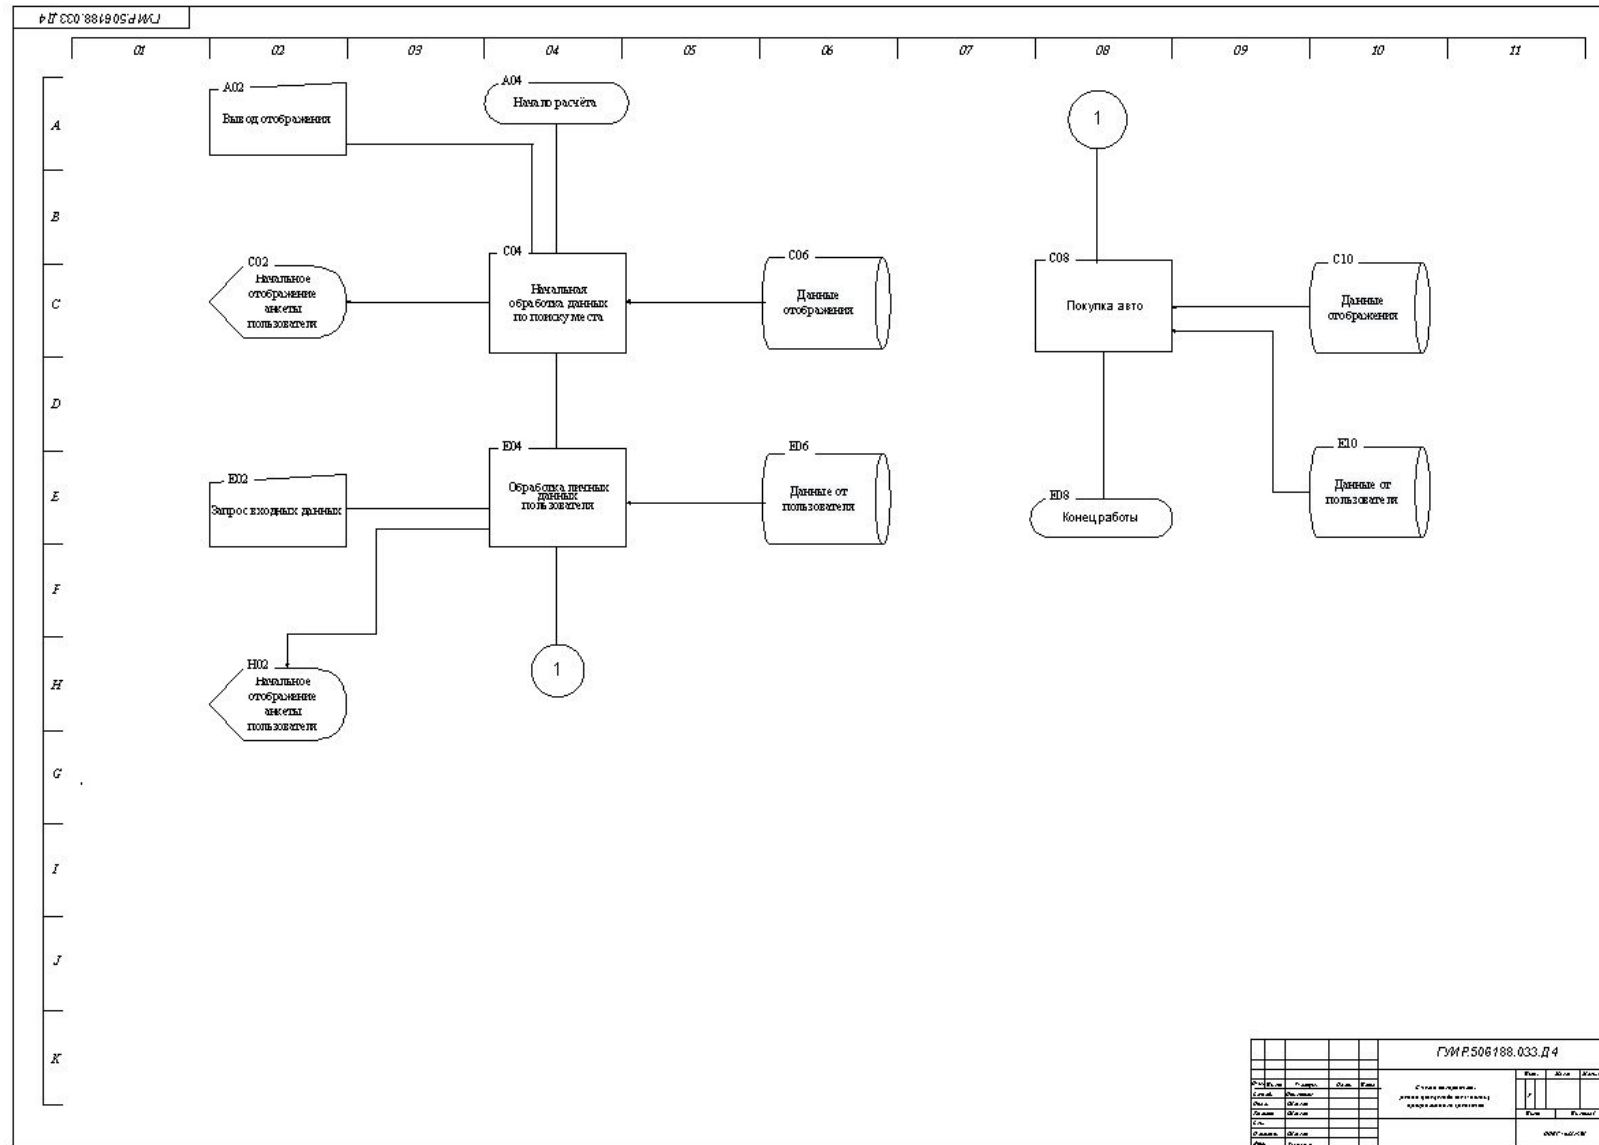 ГУИР.506188.033 Д4
01 02 03 04 05 06 07 08 09 10 11
A
B
C
D
E
F
H
G
I
J
K
A02
Вывод отображения
A04
Начало расчёта
C02
Начальное
отображение
анкеты
пользователя
C04
Начальная
обработка данных
по поиску места
C06
Данные
отображения
E02
Запрос входных данных
E04
Обработка личных
данных
пользователя
E06
Данные от
пользователя
H02
Начальное
отображение
анкеты
пользователя
1
1
C08
Покупка авто
C10
Данные
отображения
E08
Конец работы
E10
Данные от
пользователя
ГУИР.506188.033.Д4